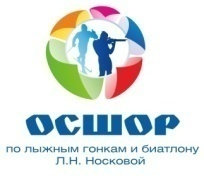 ОСШОР
по лыжным гонкам и биатлону
Л.Н. Носковой